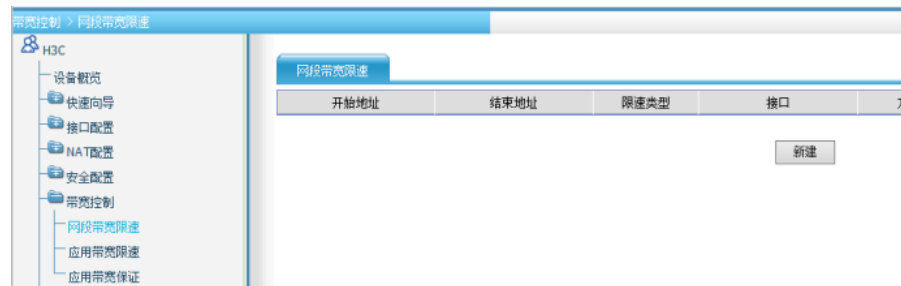 带宽控制 > 网段带宽限速
H3C
设备概览
快速向导
接口配置
NAT配置
安全配置
带宽控制
网段带宽限速
应用带宽限速
应用带宽保证
网段带宽限速
开始地址 结束地址 限速类型 接口
新建